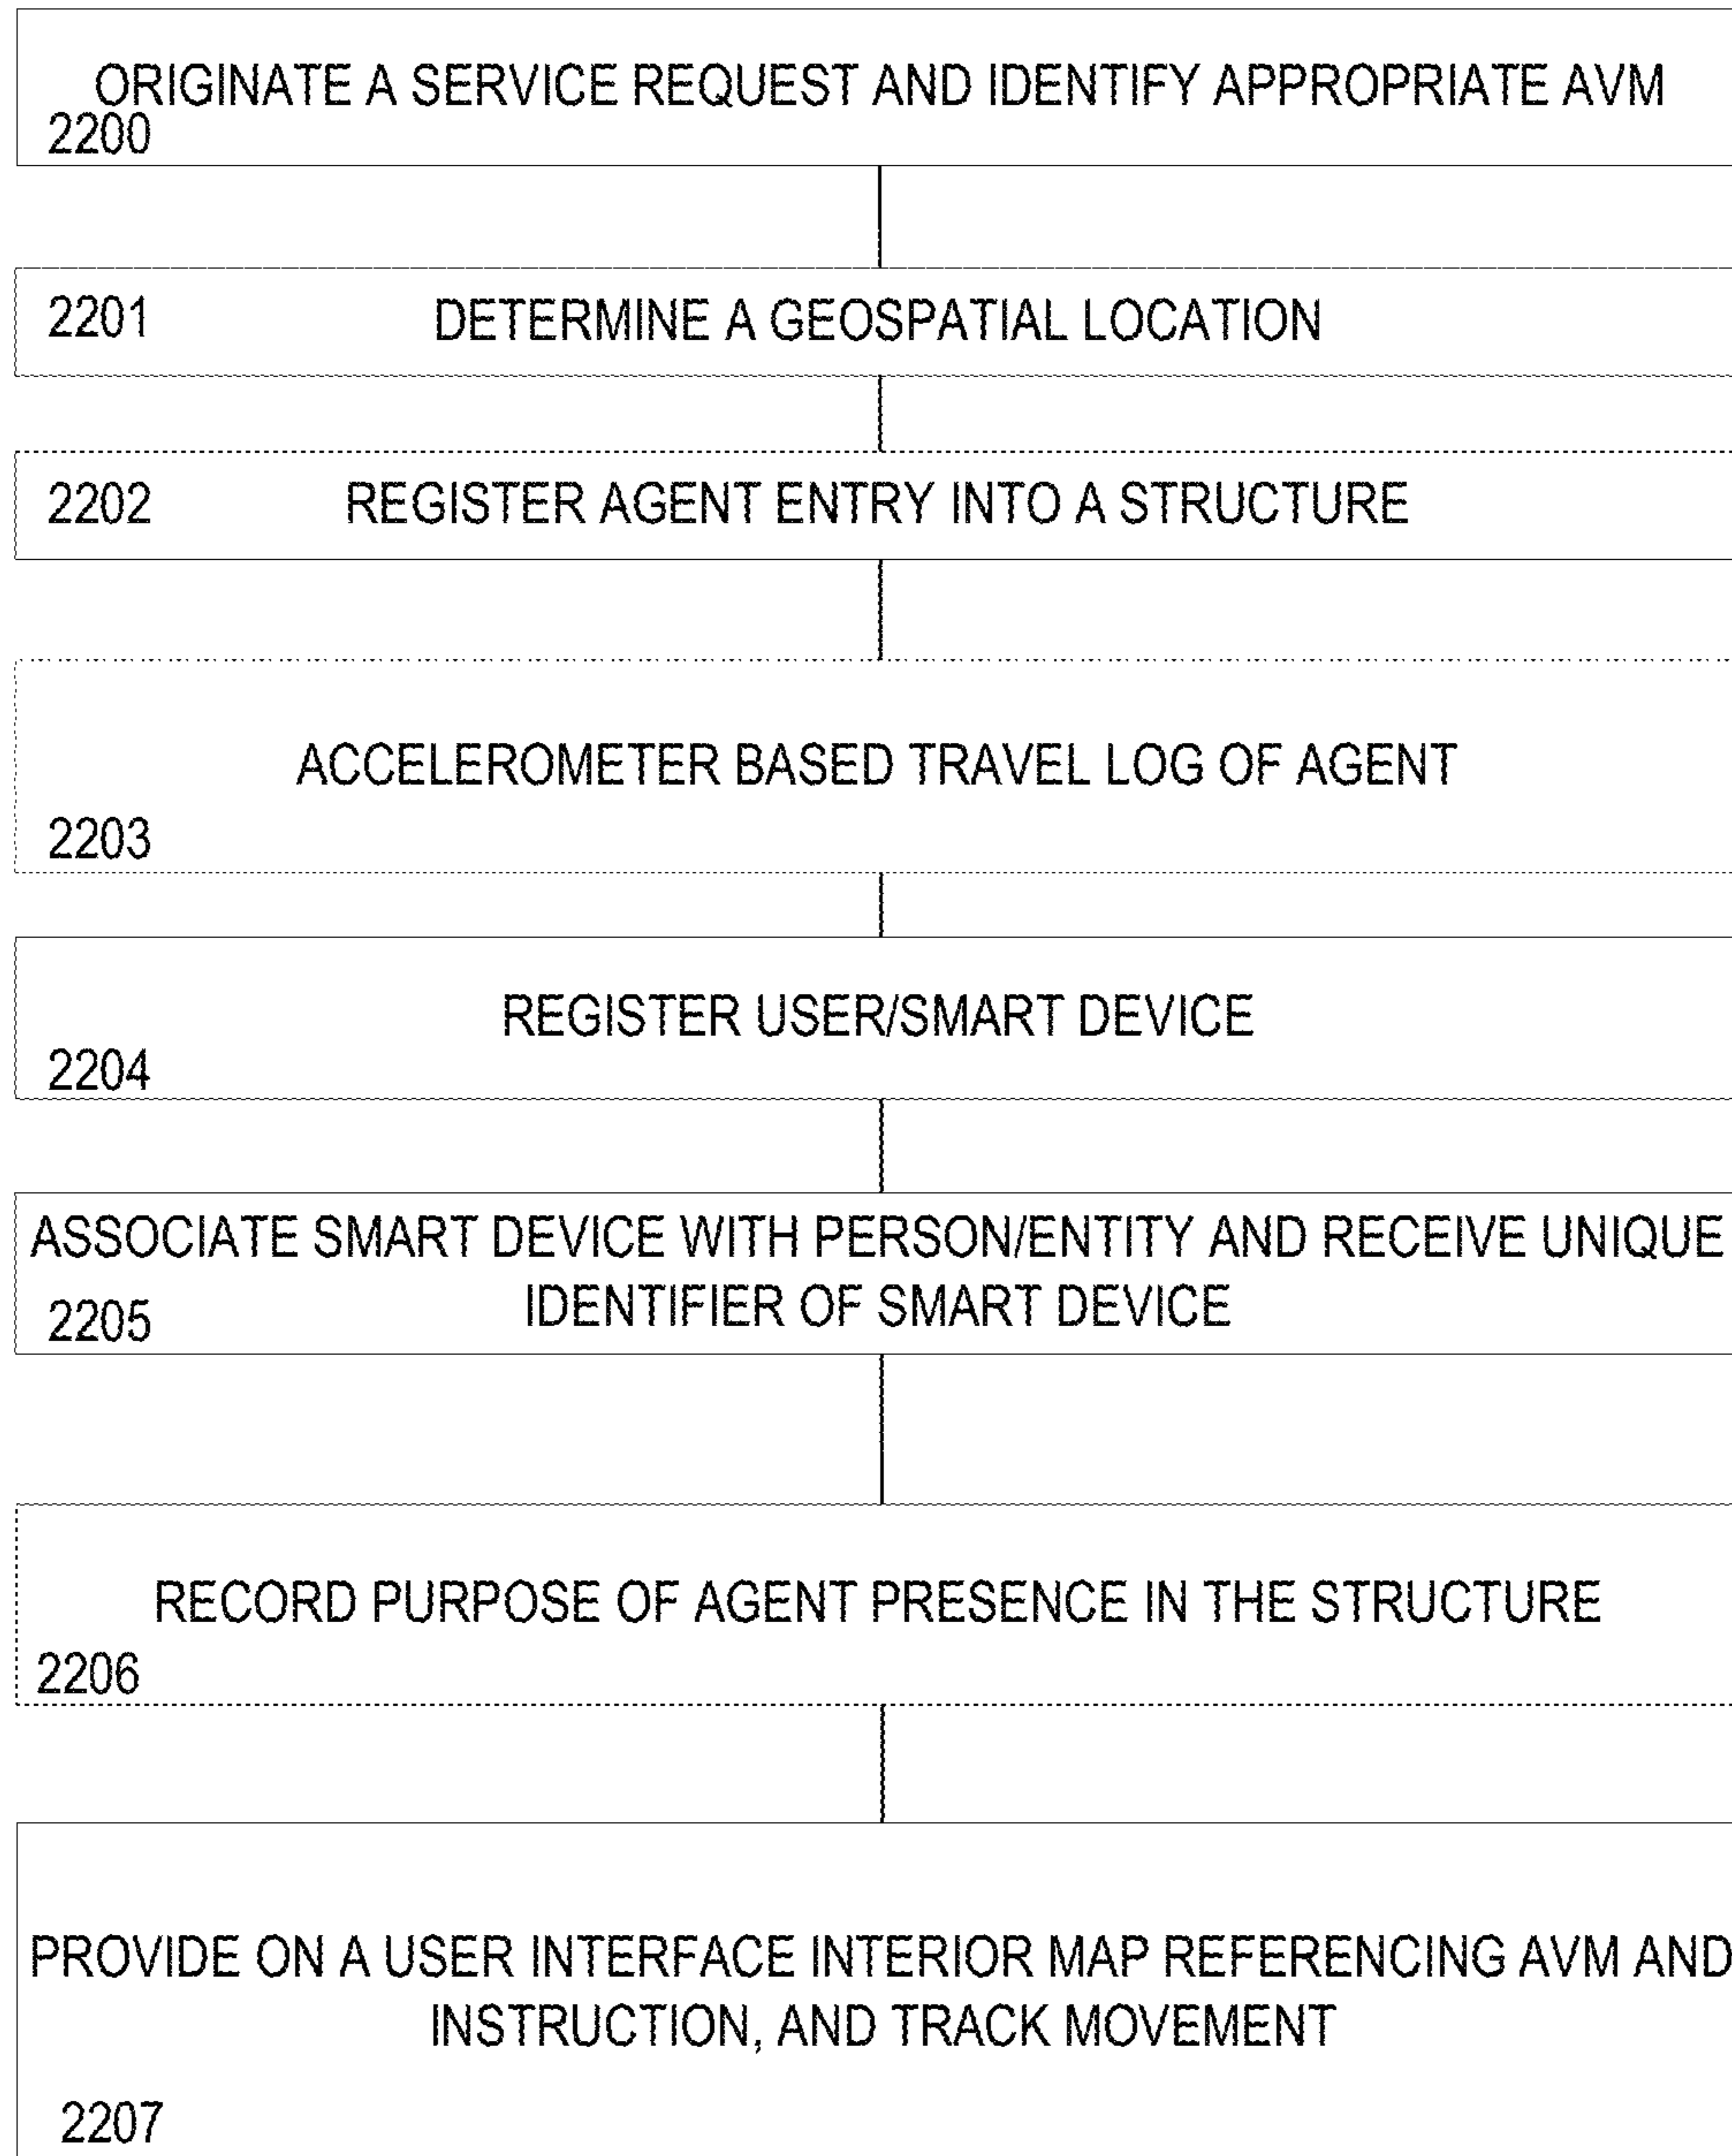 ORIGINATE A SERVICE REQUEST AND IDENTIFY APPROPRIATE AVM
2200
2201
DETERMINE A GEOSPATIAL LOCATION
2202
REGISTER AGENT ENTRY INTO A STRUCTURE
ACCELEROMETER BASED TRAVEL LOG OF AGENT
2203
REGISTER USER/SMART DEVICE
2204
ASSOCIATE SMART DEVICE WITH PERSON/ENTITY AND RECEIVE UNIQUE
IDENTIFIER OF SMART DEVICE
2205
RECORD PURPOSE OF AGENT PRESENCE IN THE STRUCTURE
2206
PROVIDE ON A USER INTERFACE INTERIOR MAP REFERENCING AVM AND
INSTRUCTION, AND TRACK MOVEMENT
2207